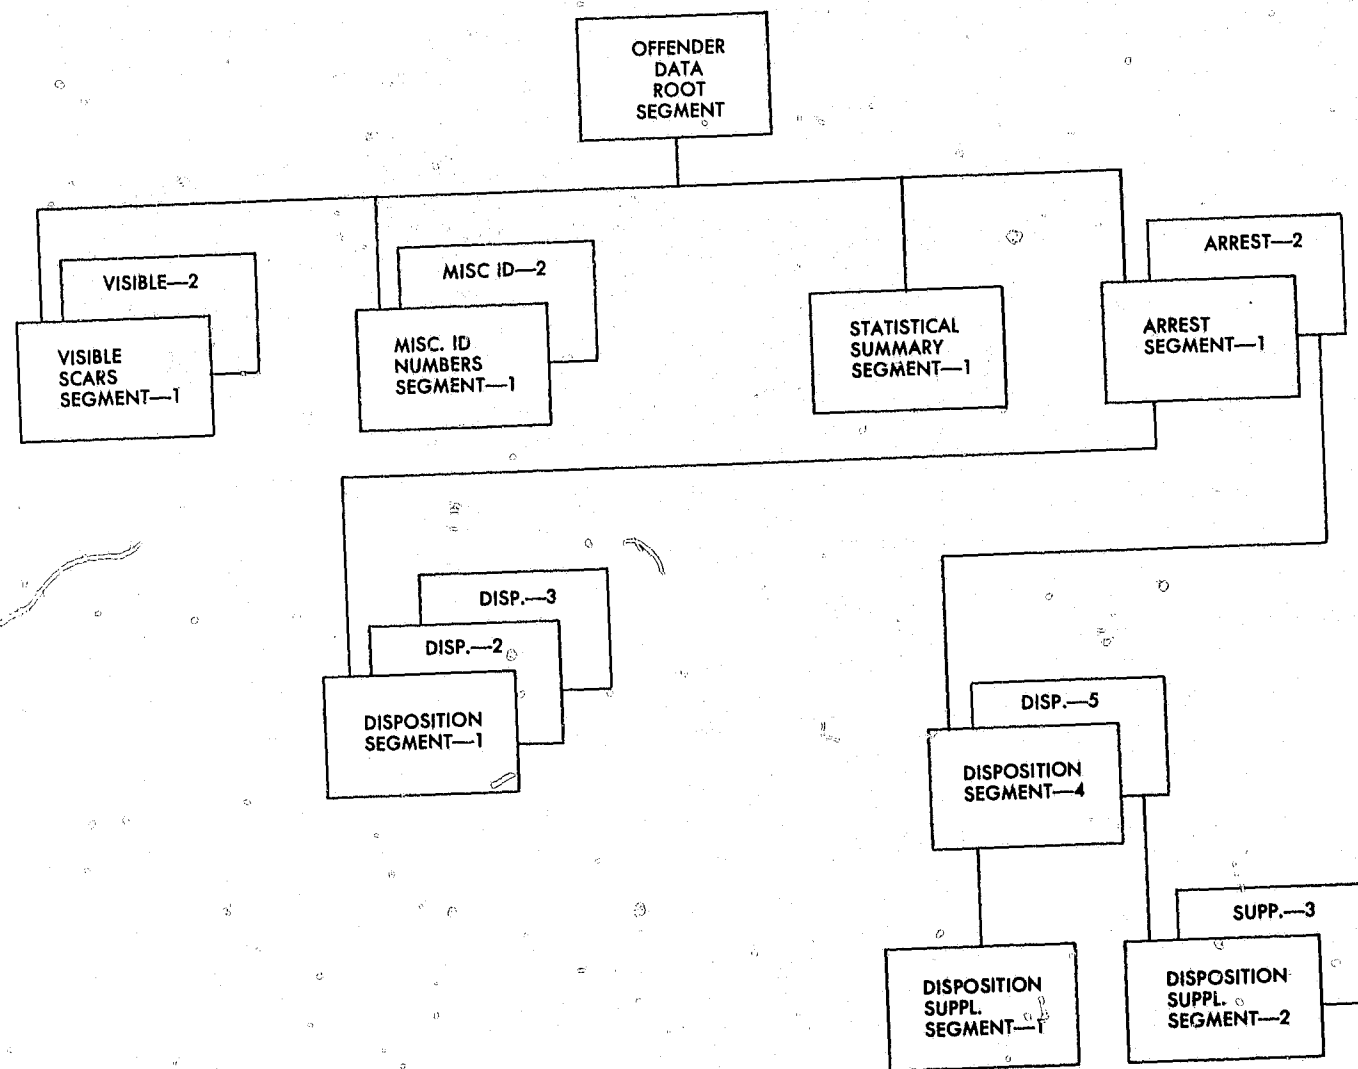 OFFENDER
DATA
ROOT
SEGMENT
VISIBLE—2
VISIBLE
SCARS
SEGMENT—1
MISC ID—2
MISC. ID
NUMBERS
SEGMENT—1
STATISTICAL
SUMMARY
SEGMENT—1
ARREST—2
ARREST
SEGMENT—1
DISP.—3
DISP.—2
DISPOSITION
SEGMENT—1
DISP.—5
DISPOSITION
SEGMENT—4
DISPOSITION
SUPPL.
SEGMENT—1
SUPP.—3
DISPOSITION
SUPPL.
SEGMENT—2